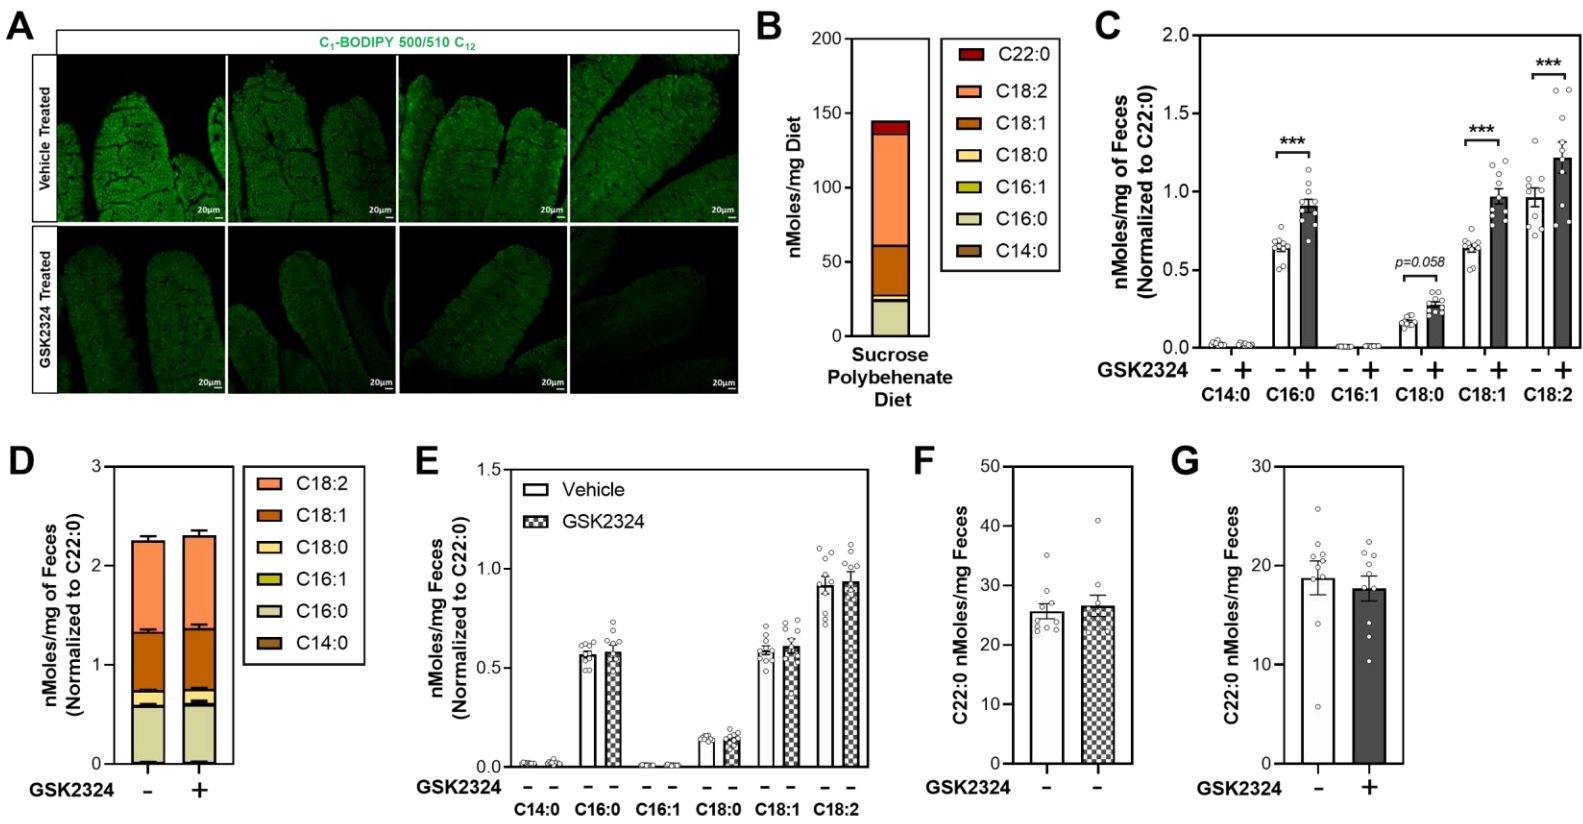 A
C1-BODIPY 500/510 C12
Vehicle Treated
20μm
20μm
20μm
20μm
GSK2324 Treated
20μm
20μm
20μm
20μm
B
nMoles/mg Diet
200
150
100
50
0
Sucrose
Polybehenate
Diet
C22:0
C18:2
C18:1
C18:0
C16:1
C16:0
C14:0
C
nMoles/mg of Feces
(Normalized to C22:0)
2.0
1.5
1.0
0.5
0.0
***
p=0.058
***
***
GSK2324 - + - + - + - + - + - +
C14:0 C16:0 C16:1 C18:0 C18:1 C18:2
D
nMoles/mg of Feces
(Normalized to C22:0)
3
2
1
0
GSK2324 - +
C18:2
C18:1
C18:0
C16:1
C16:0
C14:0
E
nMoles/mg Feces
(Normalized to C22:0)
1.5
1.0
0.5
0.0
Vehicle
GSK2324
GSK2324 - - - - - - - - - - - -
C14:0 C16:0 C16:1 C18:0 C18:1 C18:2
F
C22:0 nMoles/mg Feces
50
40
30
20
10
0
- -
G
C22:0 nMoles/mg Feces
30
20
10
0
GSK2324 - +